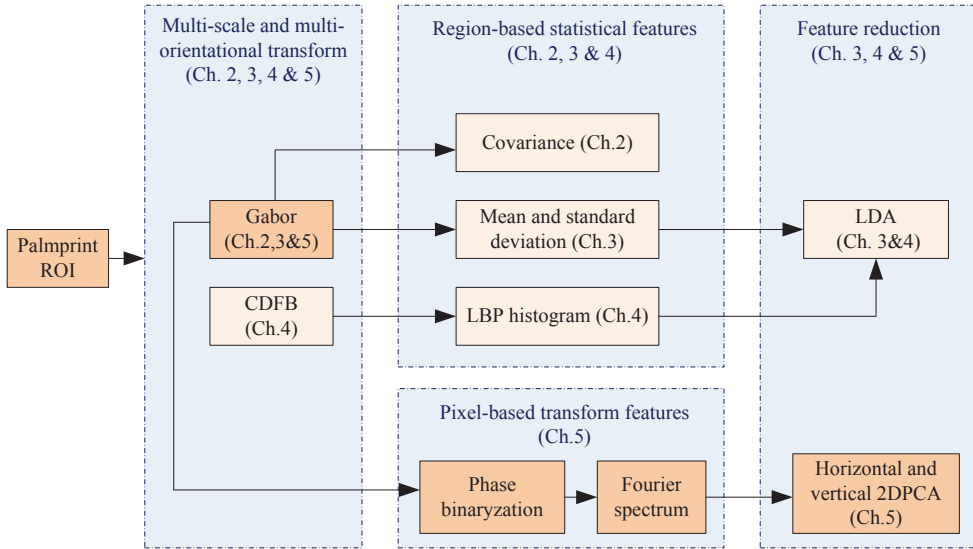 Multi-scale and multi-
orientational transform
(Ch. 2, 3, 4 & 5)
Region-based statistical features
(Ch. 2, 3 & 4)
Feature reduction
(Ch. 3, 4 & 5)
Palmprint
ROI
Gabor
(Ch.2,3&5)
CDFB
(Ch.4)
Covariance (Ch.2)
Mean and standard
deviation (Ch.3)
LBP histogram (Ch.4)
LDA
(Ch. 3&4)
Pixel-based transform features
(Ch.5)
Phase
binaryzation
Fourier
spectrum
Horizontal and
vertical 2DPCA
(Ch.5)